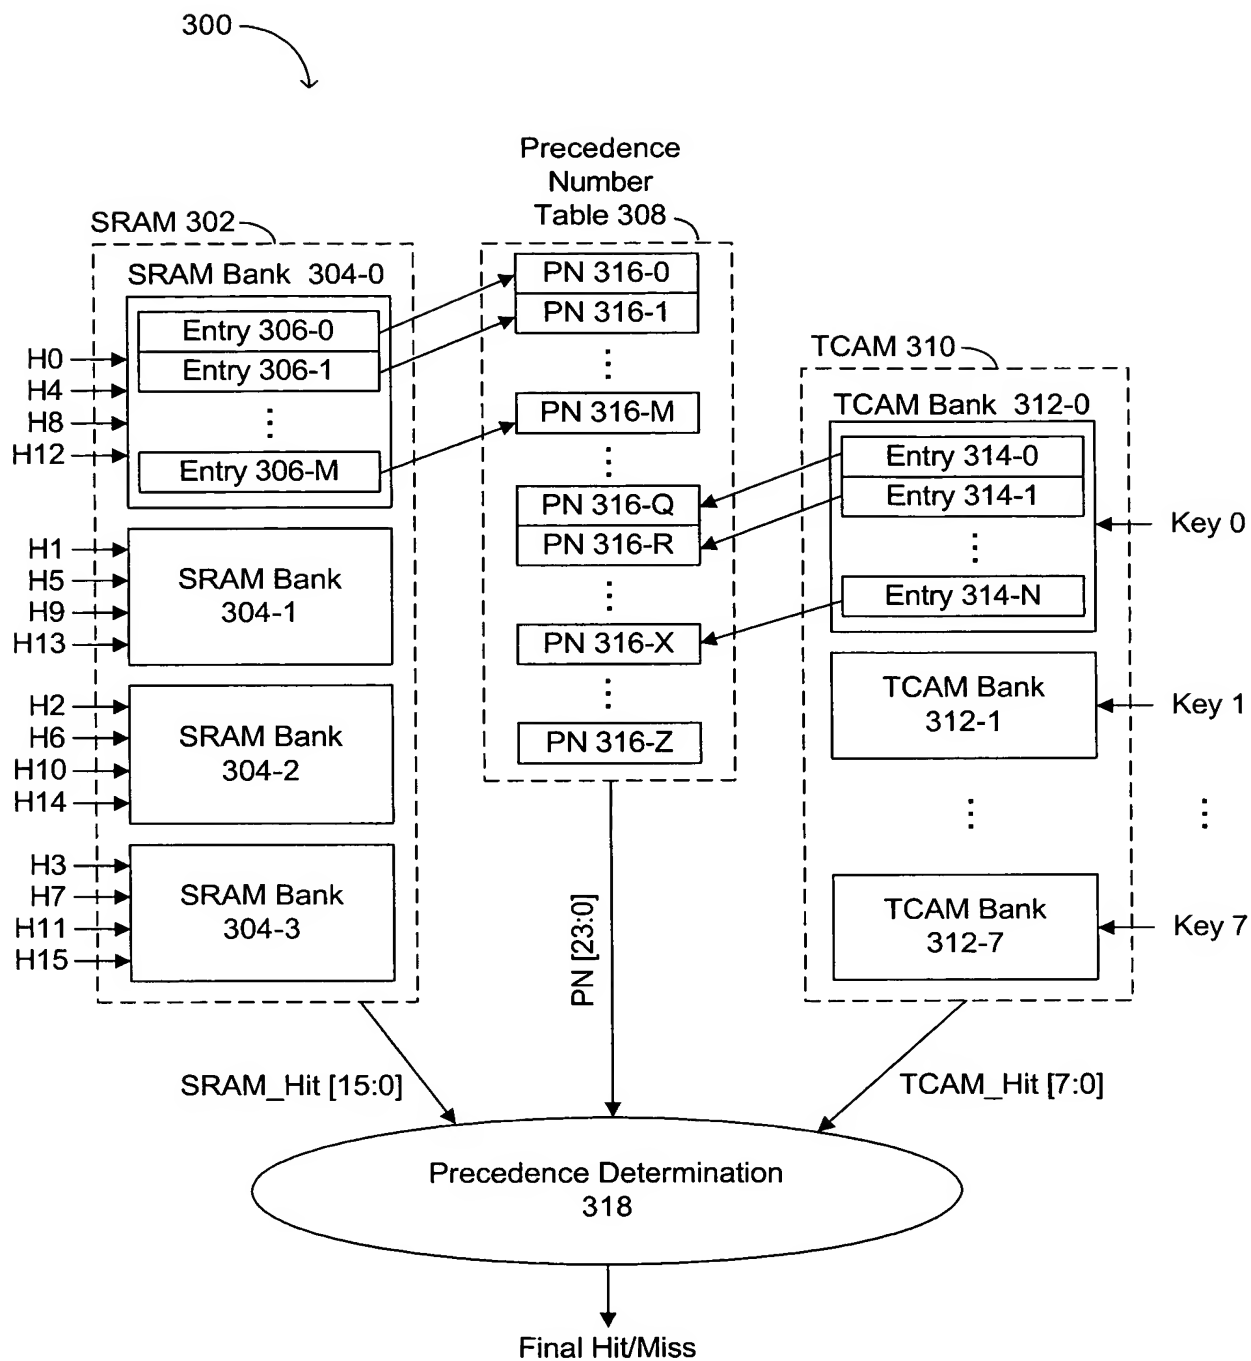 300
Precedence
Number
Table 308
SRAM 302
SRAM Bank 304-0
Entry 306-0
Entry 306-1
⋮
Entry 306-M
H0
H4
H8
H12
SRAM Bank
304-1
H1
H5
H9
H13
SRAM Bank
304-2
H2
H6
H10
H14
SRAM Bank
304-3
H3
H7
H11
H15
PN 316-0
PN 316-1
⋮
PN 316-M
⋮
PN 316-Q
PN 316-R
⋮
PN 316-X
⋮
PN 316-Z
TCAM 310
TCAM Bank 312-0
Entry 314-0
Entry 314-1
⋮
Entry 314-N
Key 0
TCAM Bank
312-1
Key 1
⋮
⋮
TCAM Bank
312-7
Key 7
PN [23:0]
SRAM_Hit [15:0]
TCAM_Hit [7:0]
Precedence Determination
318
Final Hit/Miss